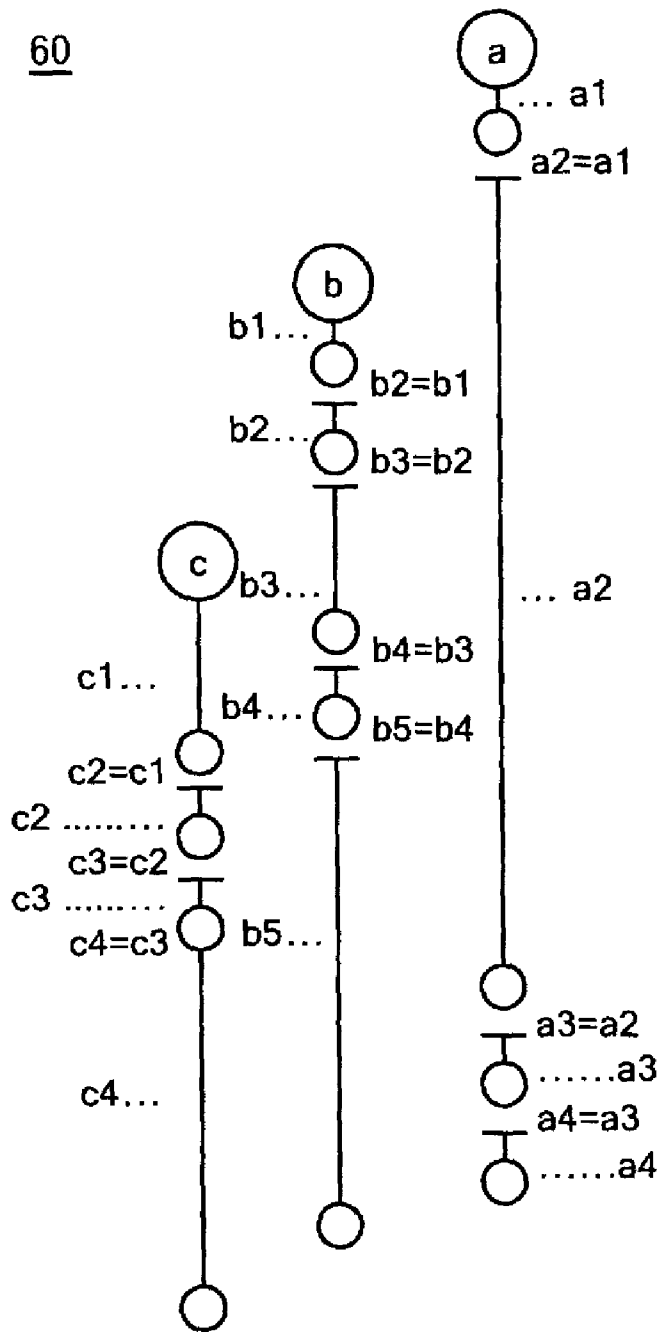 60
a
... a1
a2=a1
b
b1...
b2=b1
b2...
b3=b2
c
b3...
... a2
b4=b3
c1...
b4...
b5=b4
c2=c1
c2 .........
c3=c2
c3 .........
c4=c3
b5...
a3=a2
......a3
c4...
a4=a3
......a4